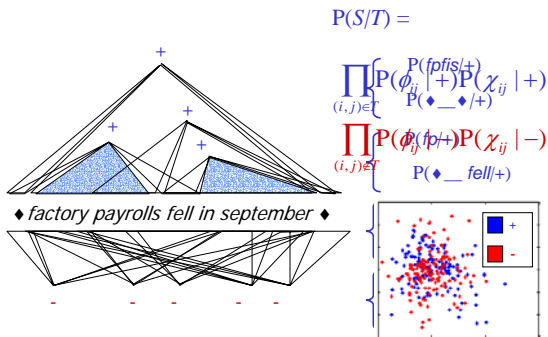 P(S/T) =
∏ P(ϕij | +)P(χij | +)
(i, j)∈T
P(fpfis/+)
P(♦__♦/+)
∏ P(ϕij | −)P(χij | −)
(i, j)∉T
P(fp/+)
P(♦__ fell/+)
+
+
+
+
♦ factory payrolls fell in september ♦
- - - - -
+
-